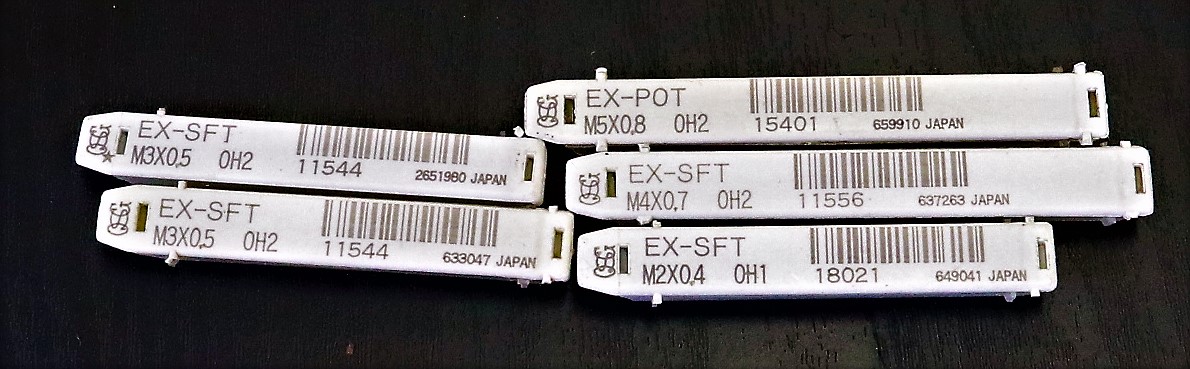 EX-SFT
M3X0.5 OH2 11544 2651980 JAPAN
EX-SFT
M3X0.5 OH2 11544 633047 JAPAN
EX-POT
M5X0.8 OH2 15401 659910 JAPAN
EX-SFT
M4X0.7 OH2 11556 637263 JAPAN
EX-SFT
M2X0.4 OH1 18021 649041 JAPAN